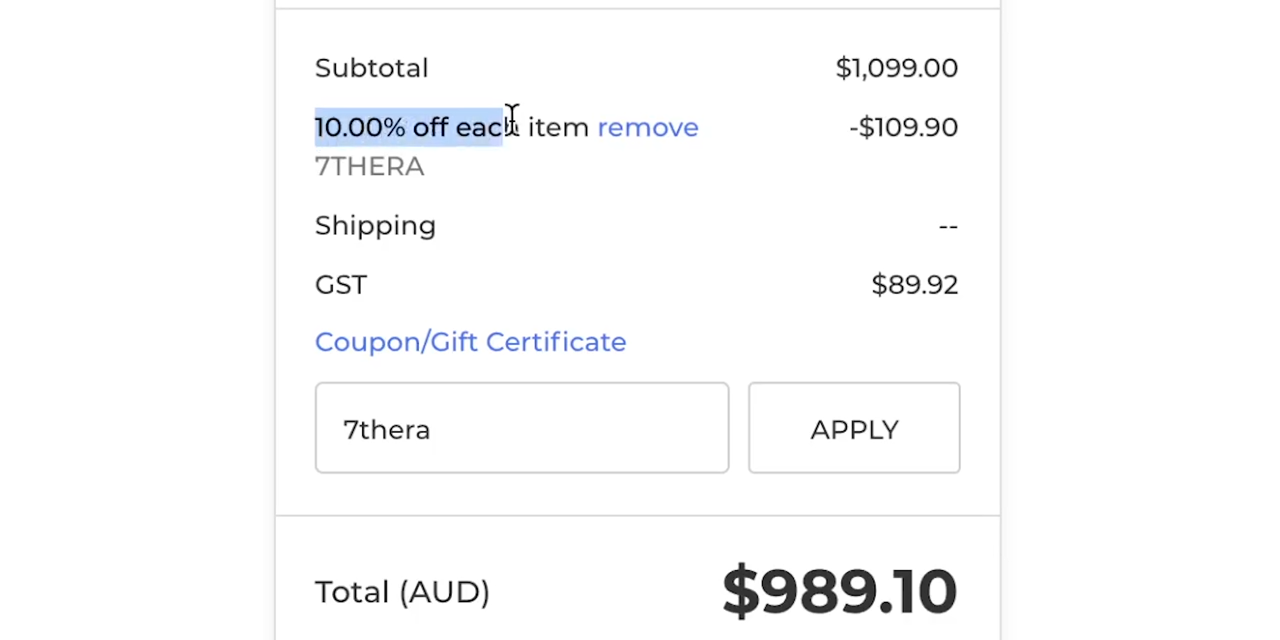 Subtotal $1,099.00
10.00% off each item remove -$109.90
7THERA
Shipping --
GST $89.92
Coupon/Gift Certificate
7thera APPLY
Total (AUD) $989.10